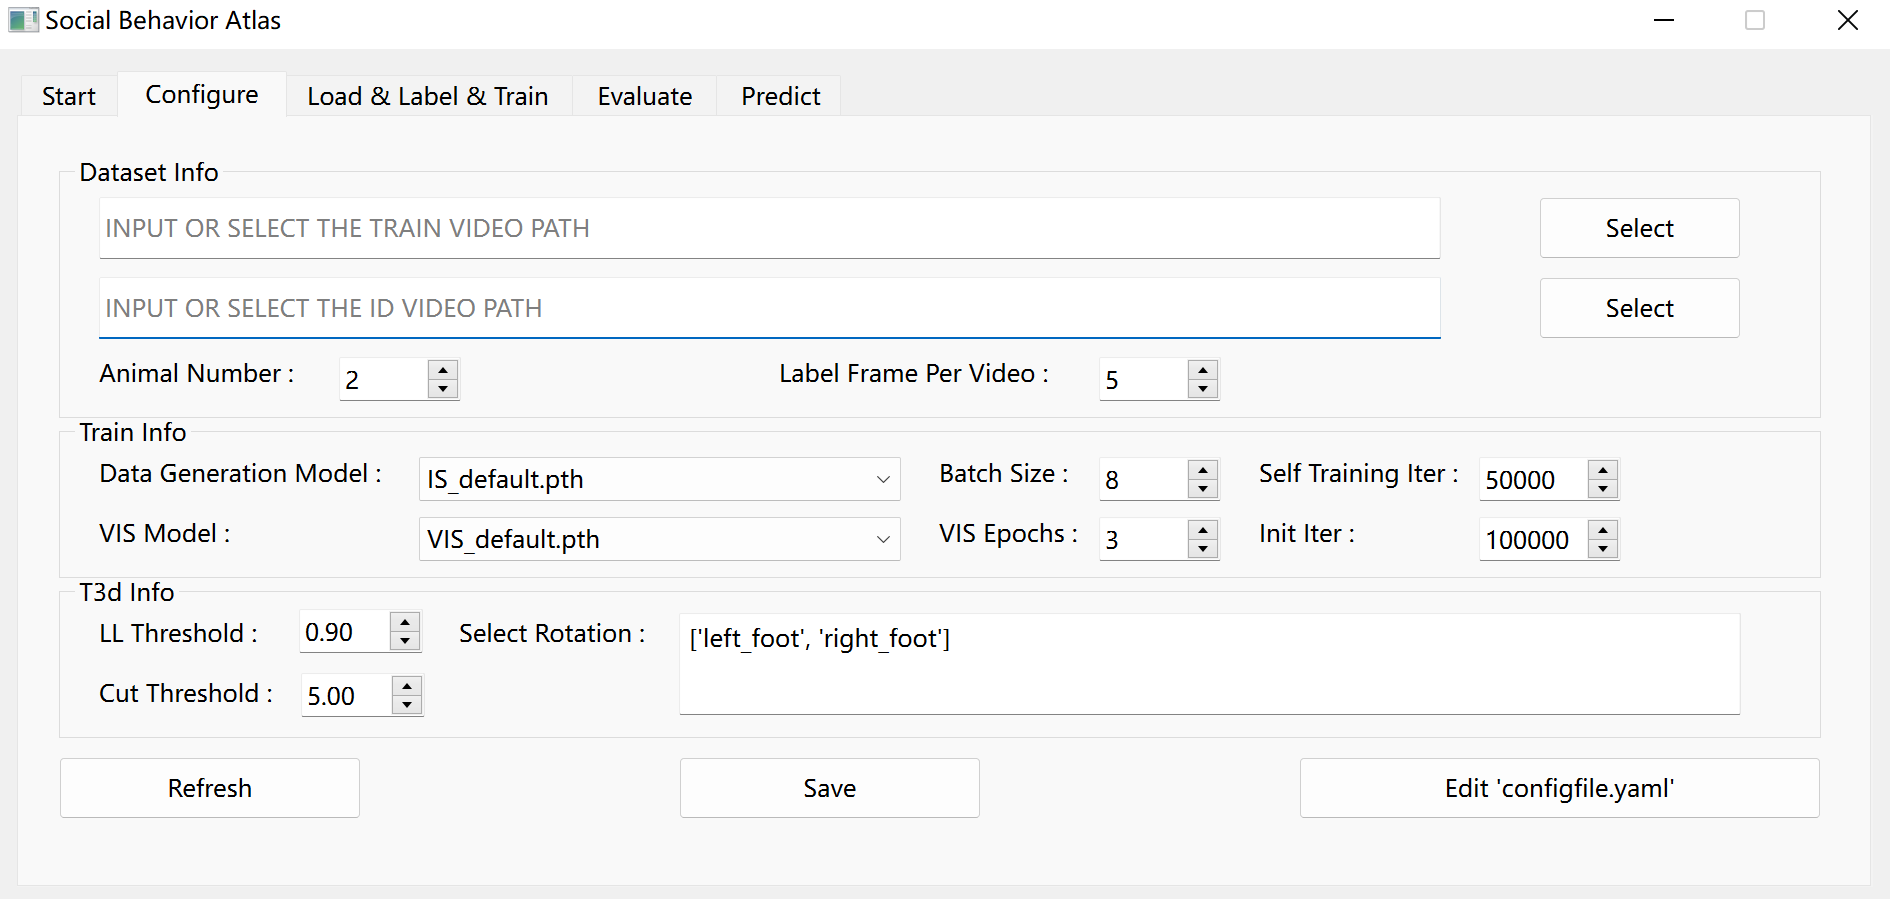 Social Behavior Atlas
Start Configure Load & Label & Train Evaluate Predict
Dataset Info
INPUT OR SELECT THE TRAIN VIDEO PATH Select
INPUT OR SELECT THE ID VIDEO PATH Select
Animal Number : 2 Label Frame Per Video : 5
Train Info
Data Generation Model : IS_default.pth Batch Size : 8 Self Training Iter : 50000
VIS Model : VIS_default.pth VIS Epochs : 3 Init Iter : 100000
T3d Info
LL Threshold : 0.90 Select Rotation : ['left_foot', 'right_foot']
Cut Threshold : 5.00
Refresh Save Edit 'configfile.yaml'